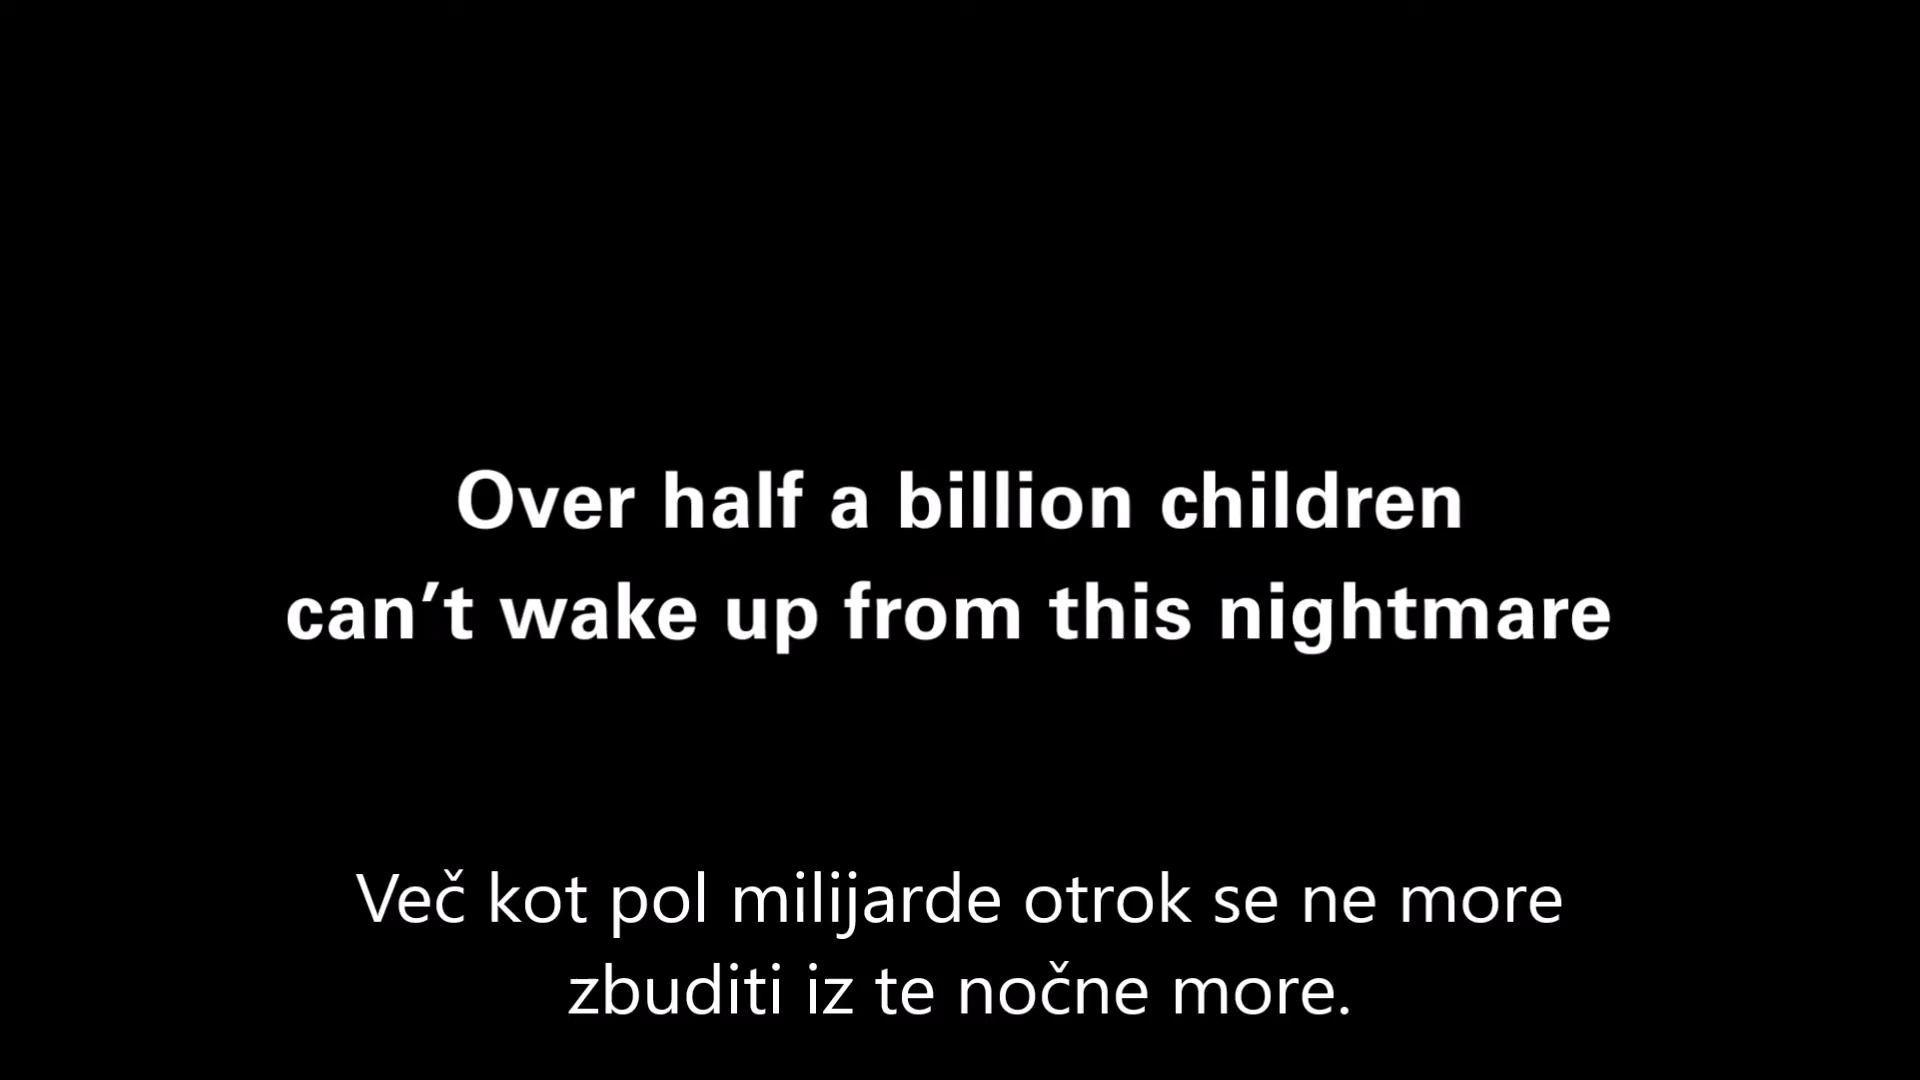 Over half a billion children
can’t wake up from this nightmare
Več kot pol milijarde otrok se ne more
zbuditi iz te nočne more.